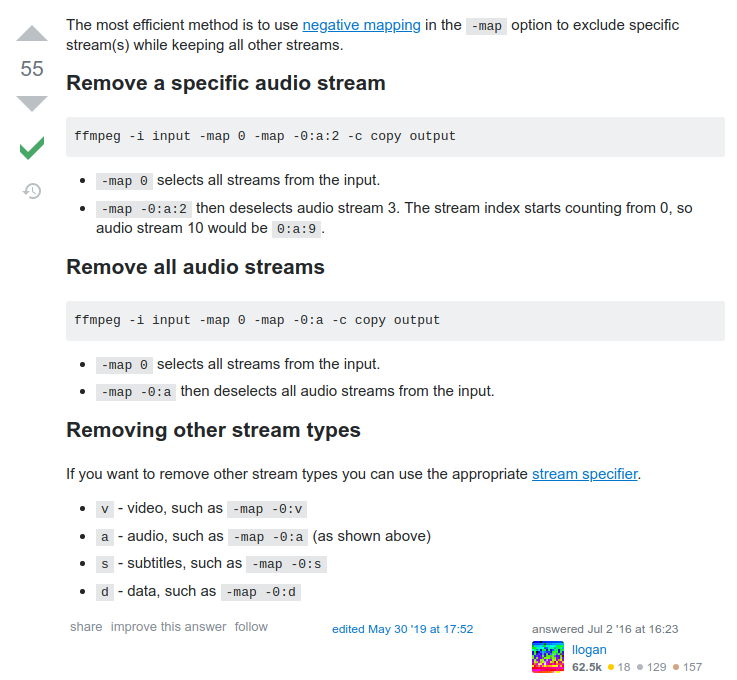 The most efficient method is to use negative mapping in the -map option to exclude specific
stream(s) while keeping all other streams.
55
Remove a specific audio stream
ffmpeg -i input -map 0 -map -0:a:2 -c copy output
-map 0 selects all streams from the input.
-map -0:a:2 then deselects audio stream 3. The stream index starts counting from 0, so
audio stream 10 would be 0:a:9.
Remove all audio streams
ffmpeg -i input -map 0 -map -0:a -c copy output
-map 0 selects all streams from the input.
-map -0:a then deselects all audio streams from the input.
Removing other stream types
If you want to remove other stream types you can use the appropriate stream specifier.
v - video, such as -map -0:v
a - audio, such as -map -0:a (as shown above)
s - subtitles, such as -map -0:s
d - data, such as -map -0:d
share improve this answer follow
edited May 30 '19 at 17:52
answered Jul 2 '16 at 16:23
llogan
62.5k 18 129 157